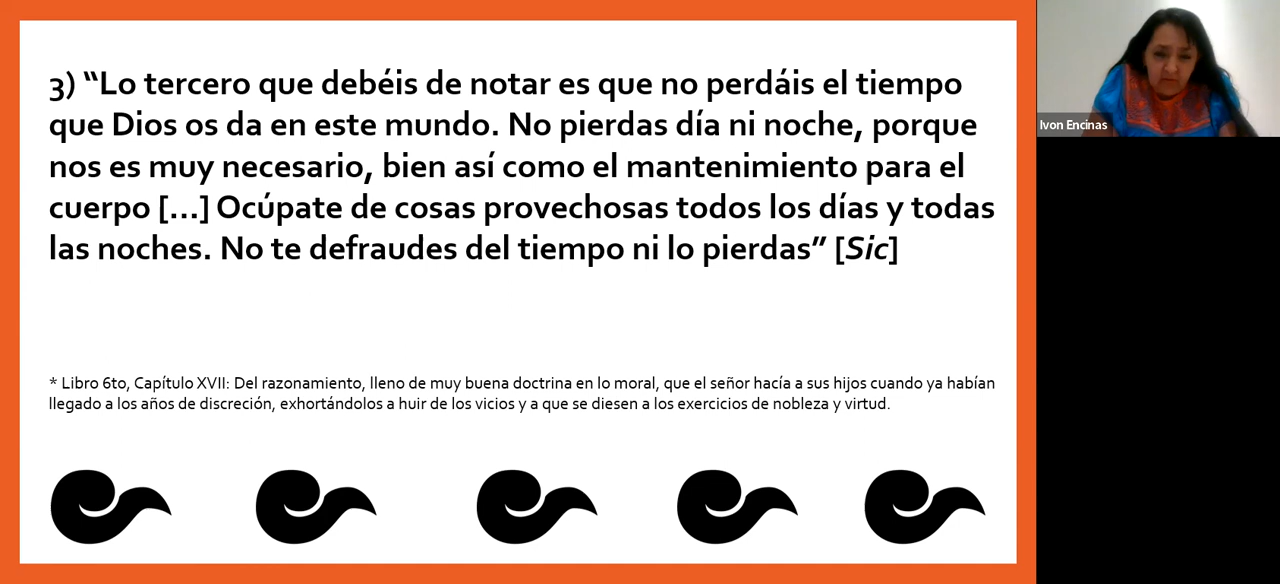 3) “Lo tercero que debéis de notar es que no perdáis el tiempo
que Dios os da en este mundo. No pierdas día ni noche, porque
nos es muy necesario, bien así como el mantenimiento para el
cuerpo [...] Ocúpate de cosas provechosas todos los días y todas
las noches. No te defraudes del tiempo ni lo pierdas” [Sic]
* Libro 6to, Capítulo XVII: Del razonamiento, lleno de muy buena doctrina en lo moral, que el señor hacía a sus hijos cuando ya habían
llegado a los años de discreción, exhortándolos a huir de los vicios y a que se diesen a los exercicios de nobleza y virtud.
Ivon Encinas